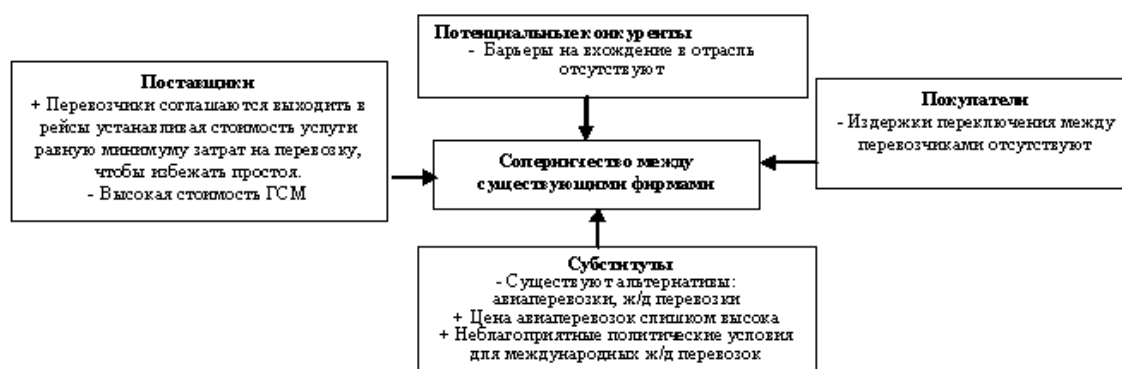 Потенциальные конкуренты
- Барьеры на вхождение в отрасль
отсутствуют
Поставщики
+ Перевозчики соглашаются выходить в
рейсы устанавливая стоимость услуги
равную минимуму затрат на перевозку,
чтобы избежать простоя.
- Высокая стоимость ГСМ
Соперничество между
существующими фирмами
Покупатели
- Издержки переключения между
перевозчиками отсутствуют
Субституты
- Существуют альтернативы:
авиаперевозки, ж/д перевозки
+ Цена авиаперевозок слишком высока
+ Неблагоприятные политические условия
для международных ж/д перевозок